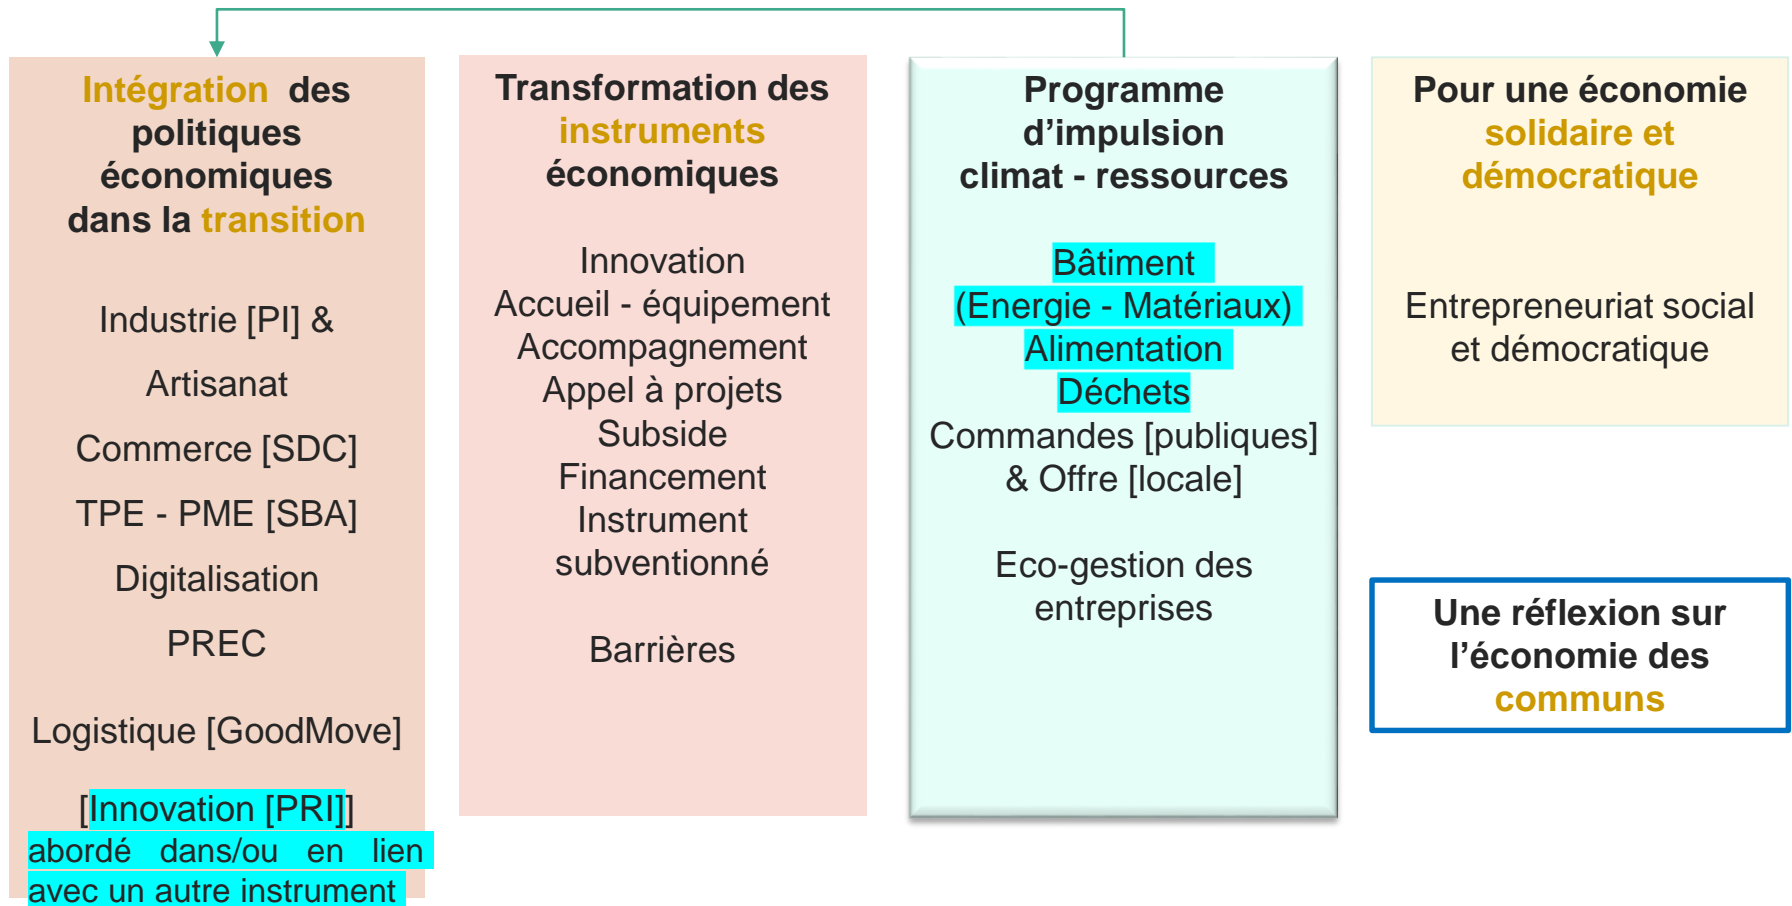 Intégration des
politiques
économiques
dans la transition
Industrie [PI] &
Artisanat
Commerce [SDC]
TPE - PME [SBA]
Digitalisation
PREC
Logistique [GoodMove]
[Innovation [PRI]]
abordé dans/ou en lien
avec un autre instrument
Transformation des
instruments
économiques
Innovation
Accueil - équipement
Accompagnement
Appel à projets
Subside
Financement
Instrument
subventionné
Barrières
Programme
d’impulsion
climat - ressources
Bâtiment
(Energie - Matériaux)
Alimentation
Déchets
Commandes [publiques]
& Offre [locale]
Eco-gestion des
entreprises
Pour une économie
solidaire et
démocratique
Entrepreneuriat social
et démocratique
Une réflexion sur
l’économie des
communs